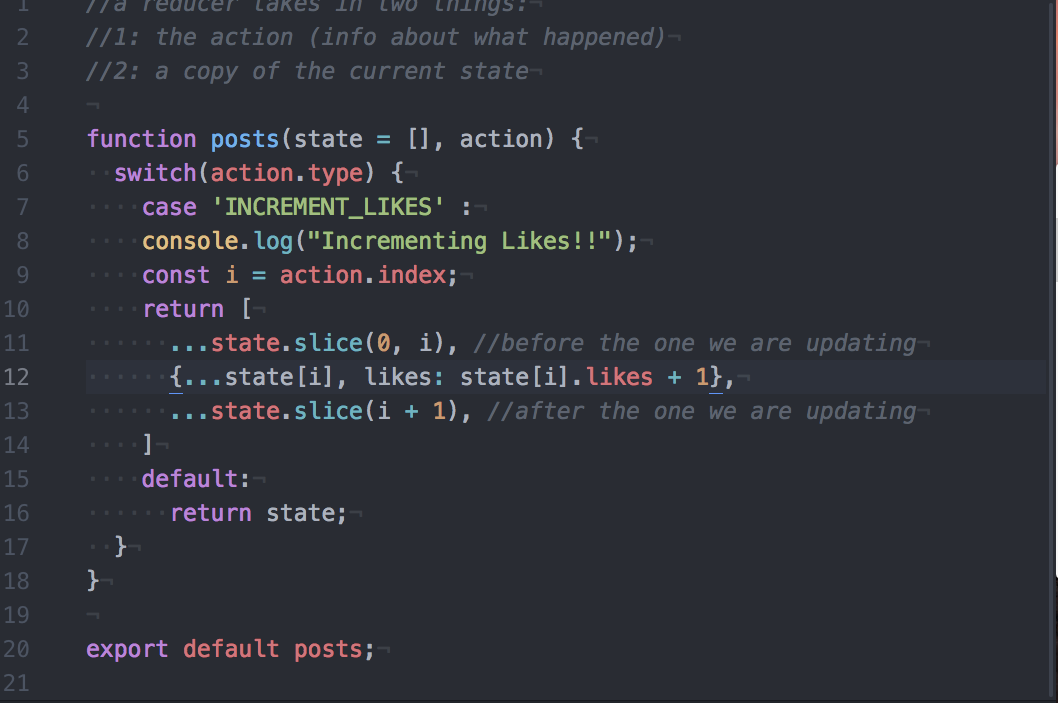 1 //a reducer takes in two things:
2 //1: the action (info about what happened)
3 //2: a copy of the current state
4
5 function posts(state = [], action) {
6   switch(action.type) {
7     case 'INCREMENT_LIKES' :
8     console.log("Incrementing Likes!!");
9     const i = action.index;
10     return [
11       ...state.slice(0, i), //before the one we are updating
12       {...state[i], likes: state[i].likes + 1},
13       ...state.slice(i + 1), //after the one we are updating
14     ]
15     default:
16       return state;
17   }
18 }
19
20 export default posts;
21